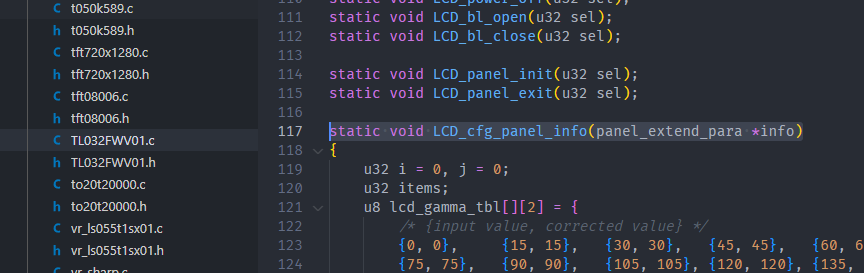 t050k589.c
t050k589.h
tft720x1280.c
tft720x1280.h
tft08006.c
tft08006.h
TL032FWV01.c
TL032FWV01.h
to20t20000.c
to20t20000.h
vr_ls055t1sx01.c
vr_ls055t1sx01.h
vr_sharp.c
110 static void LCD_power_off(u32 sel);
111 static void LCD_bl_open(u32 sel);
112 static void LCD_bl_close(u32 sel);
113
114 static void LCD_panel_init(u32 sel);
115 static void LCD_panel_exit(u32 sel);
116
117 static void LCD_cfg_panel_info(panel_extend_para *info)
118 {
119 u32 i = 0, j = 0;
120 u32 items;
121 u8 lcd_gamma_tbl[][2] = {
122 /* {input value, corrected value} */
123 {0, 0}, {15, 15}, {30, 30}, {45, 45}, {60, 6
124 {75, 75}, {90, 90}, {105, 105}, {120, 120}, {135,